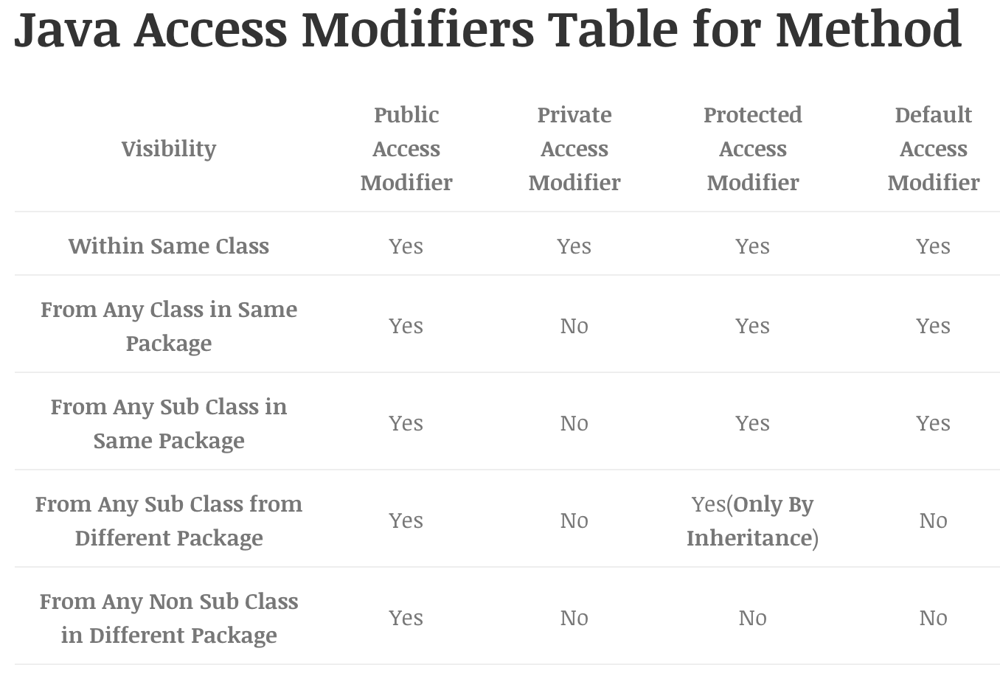 Java Access Modifiers Table for Method
Visibility
Public
Access
Modifier
Private
Access
Modifier
Protected
Access
Modifier
Default
Access
Modifier
Within Same Class
Yes
Yes
Yes
Yes
From Any Class in Same
Package
Yes
No
Yes
Yes
From Any Sub Class in
Same Package
Yes
No
Yes
Yes
From Any Sub Class from
Different Package
Yes
No
Yes(Only By
Inheritance)
No
From Any Non Sub Class
in Different Package
Yes
No
No
No